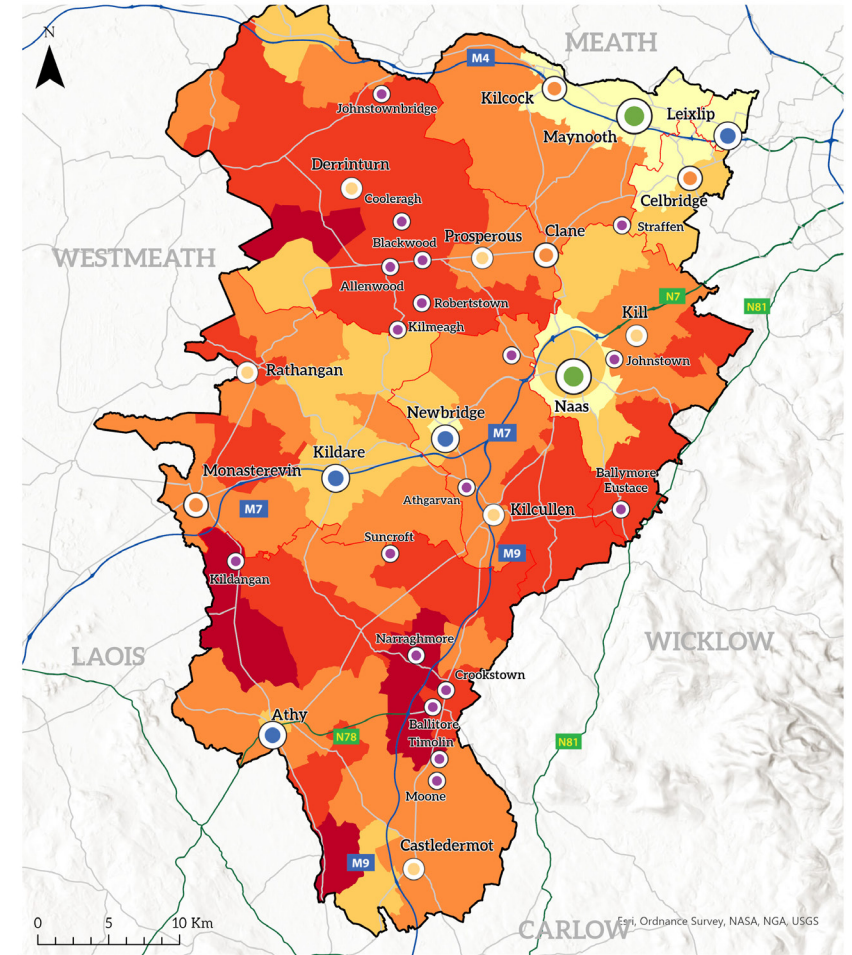 N
MEATH
M4
Kilcock
Johnstownbridge
Maynooth
Leixlip
Derrinturn
Celbridge
Cooleragh
Straffen
Blackwood
Prosperous
Clane
WESTMEATH
Allenwood
N7
N81
Robertstown
Kill
Kilmeagh
Johnstown
Rathangan
Naas
Newbridge
M7
Kildare
Monasterevin
Ballymore
Eustace
Athgarvan
M7
Kilcullen
Suncroft
M9
Kildangan
Narraghmore
WICKLOW
LAOIS
Crookstown
Athy
Ballitore
N78
Timolin
N81
Moone
Castledermot
M9
0 5 10 Km
Esri, Ordnance Survey, NASA, NGA, USGS
CARLOW